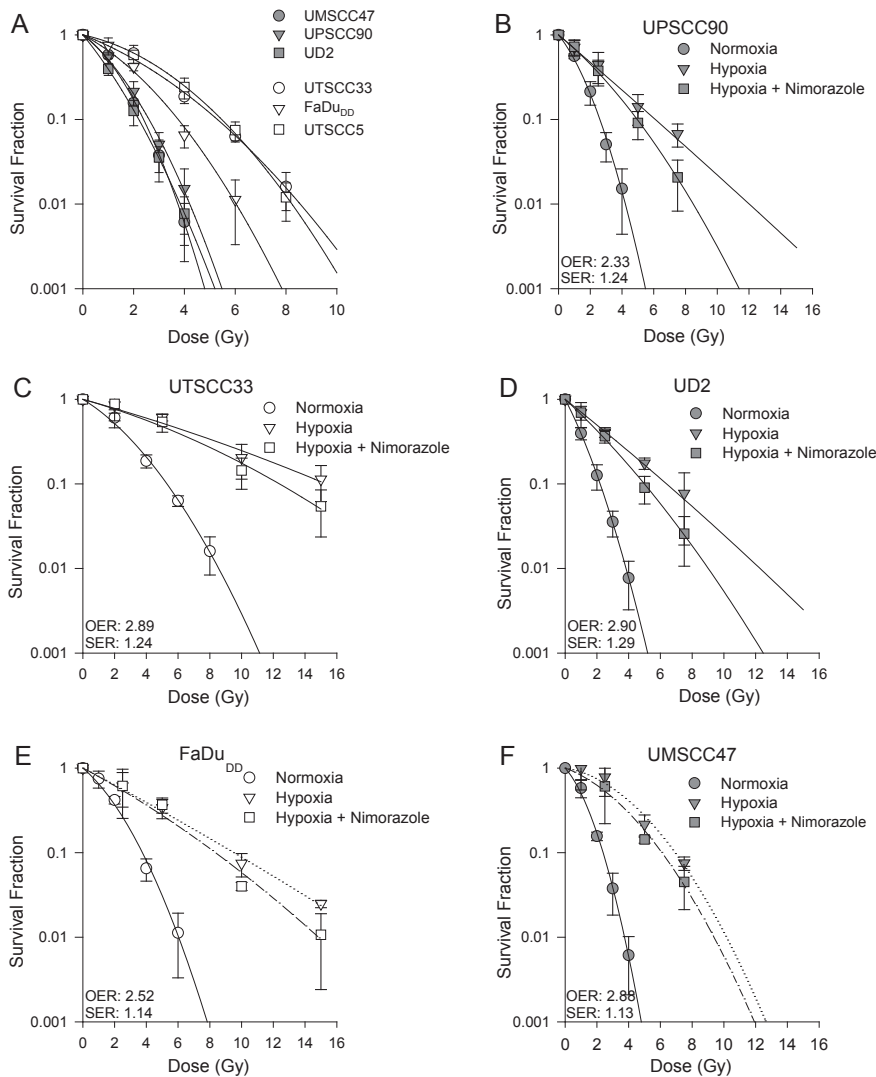 A
UMSCC47
UPSCC90
UD2
UTSCC33
FaDuDD
UTSCC5
1
0.1
0.01
0.001
Survival Fraction
0 2 4 6 8 10
Dose (Gy)
B
UPSCC90
Normoxia
Hypoxia
Hypoxia + Nimorazole
1
0.1
0.01
0.001
Survival Fraction
OER: 2.33
SER: 1.24
0 2 4 6 8 10 12 14 16
Dose (Gy)
C
UTSCC33
Normoxia
Hypoxia
Hypoxia + Nimorazole
1
0.1
0.01
0.001
Survival Fraction
OER: 2.89
SER: 1.24
0 2 4 6 8 10 12 14 16
Dose (Gy)
D
UD2
Normoxia
Hypoxia
Hypoxia + Nimorazole
1
0.1
0.01
0.001
Survival Fraction
OER: 2.90
SER: 1.29
0 2 4 6 8 10 12 14 16
Dose (Gy)
E
FaDu DD
Normoxia
Hypoxia
Hypoxia + Nimorazole
1
0.1
0.01
0.001
Survival Fraction
OER: 2.52
SER: 1.14
0 2 4 6 8 10 12 14 16
Dose (Gy)
F
UMSCC47
Normoxia
Hypoxia
Hypoxia + Nimorazole
1
0.1
0.01
0.001
Survival Fraction
OER: 2.88
SER: 1.13
0 2 4 6 8 10 12 14 16
Dose (Gy)